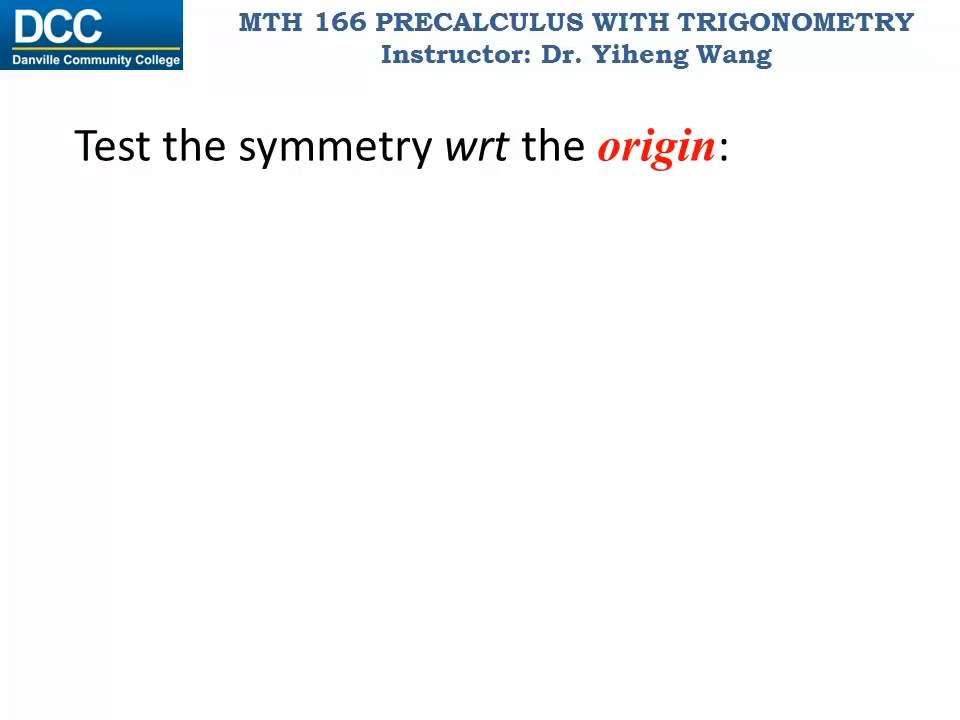 DCC
Danville Community College
MTH 166 PRECALCULUS WITH TRIGONOMETRY
Instructor: Dr. Yiheng Wang
Test the symmetry wrt the origin: